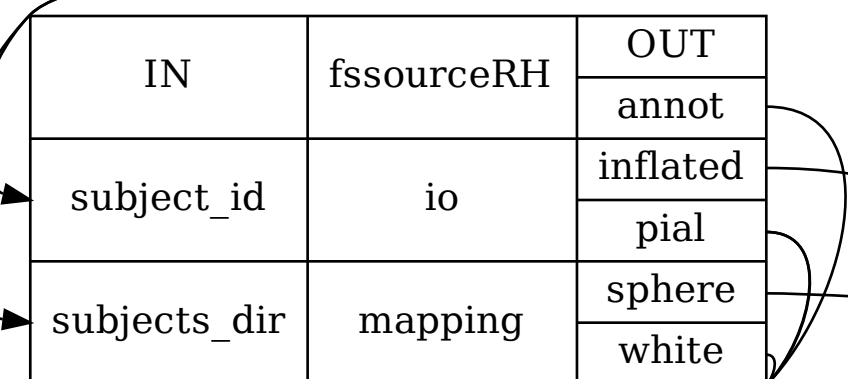 IN fssourceRH OUT
annot
subject_id io inflated
pial
subjects_dir mapping sphere
white